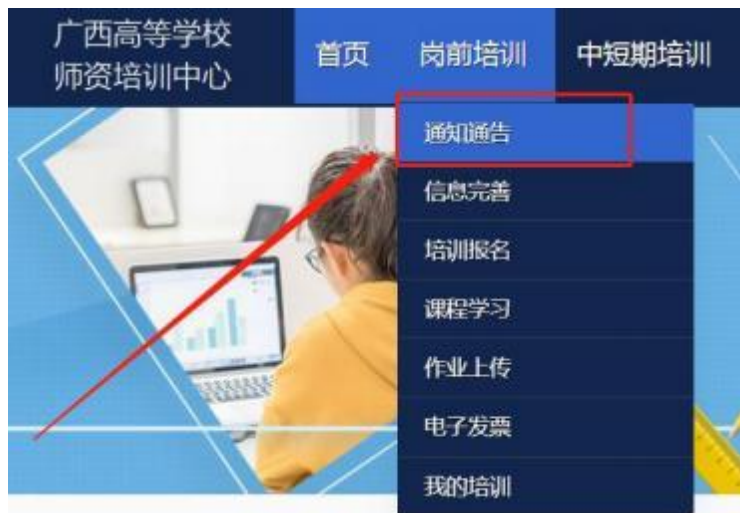 广西高等学校
师资培训中心
首页
岗前培训
中短期培训
通知通告
信息完善
培训报名
课程学习
作业上传
电子发票
我的培训